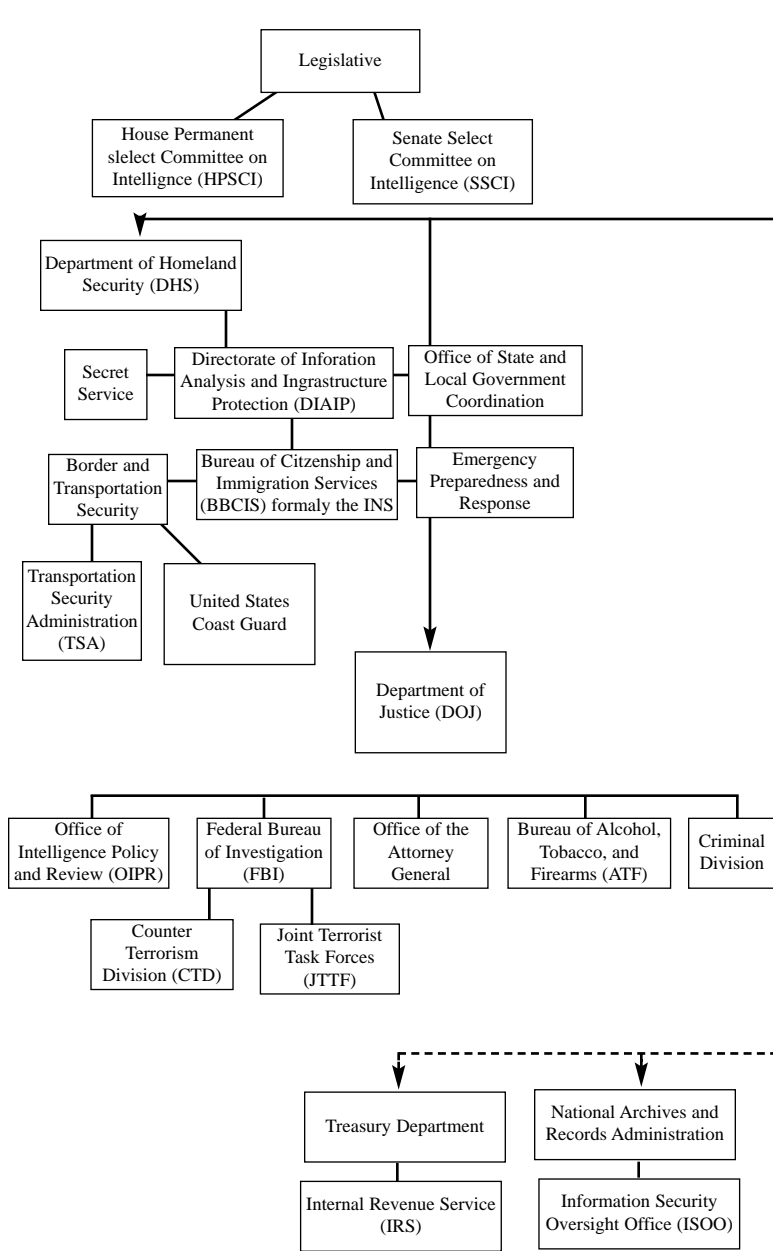 Legislative
House Permanent
slelect Committee on
Intellignce (HPSCI)
Senate Select
Committee on
Intelligence (SSCI)
Department of Homeland
Security (DHS)
Secret
Service
Directorate of Inforation
Analysis and Ingrastructure
Protection (DIAIP)
Office of State and
Local Government
Coordination
Border and
Transportation
Security
Bureau of Citzenship and
Immigration Services
(BBCIS) formaly the INS
Emergency
Preparedness and
Response
Transportation
Security
Administration
(TSA)
United States
Coast Guard
Department of
Justice (DOJ)
Office of
Intelligence Policy
and Review (OIPR)
Federal Bureau
of Investigation
(FBI)
Office of the
Attorney
General
Bureau of Alcohol,
Tobacco, and
Firearms (ATF)
Criminal
Division
Counter
Terrorism
Division (CTD)
Joint Terrorist
Task Forces
(JTTF)
Treasury Department
National Archives and
Records Administration
Internal Revenue Service
(IRS)
Information Security
Oversight Office (ISOO)